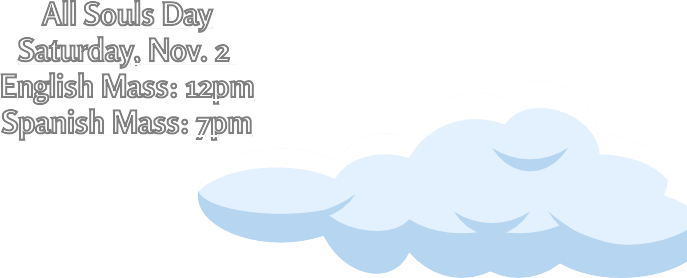 All Souls Day
Saturday, Nov. 2
English Mass: 12pm
Spanish Mass: 7pm